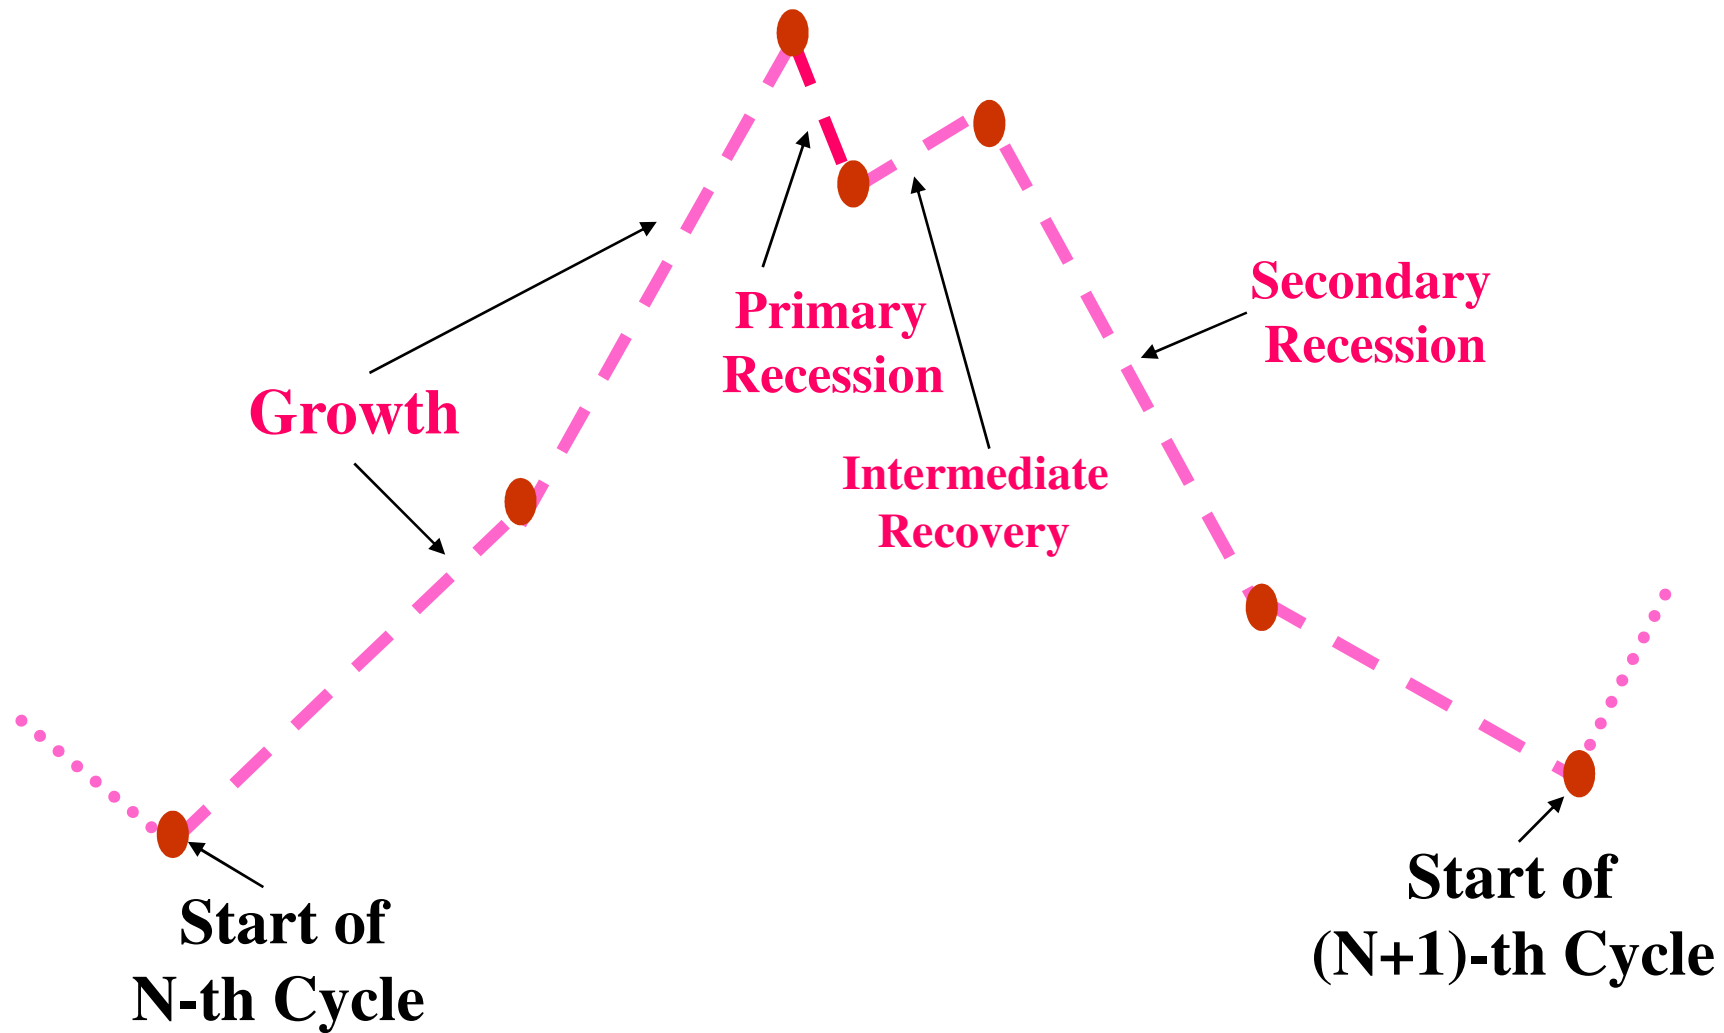 Growth
Primary
Recession
Secondary
Recession
Intermediate
Recovery
Start of
N-th Cycle
Start of
(N+1)-th Cycle